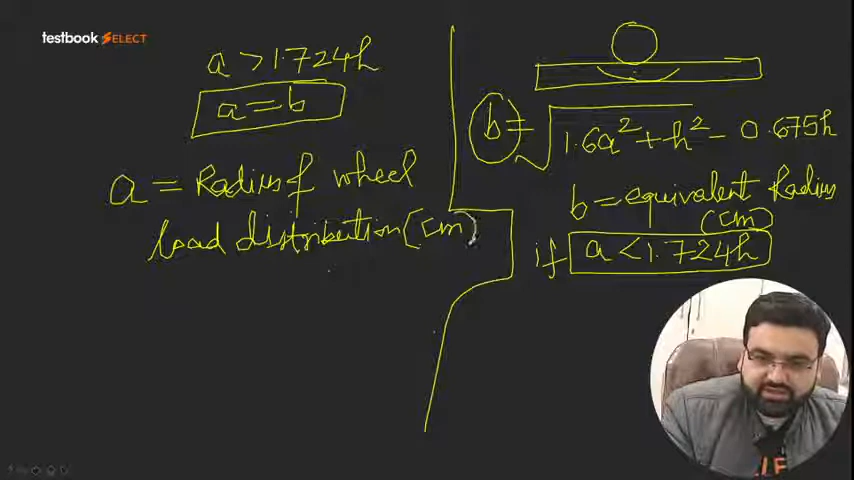 testbook SELECT
a > 1.724h
a = b
a = Radius of wheel
load distribution (cm)
b = √1.6a² + h² - 0.675h
b = equivalent Radius
(cm)
if a < 1.724h